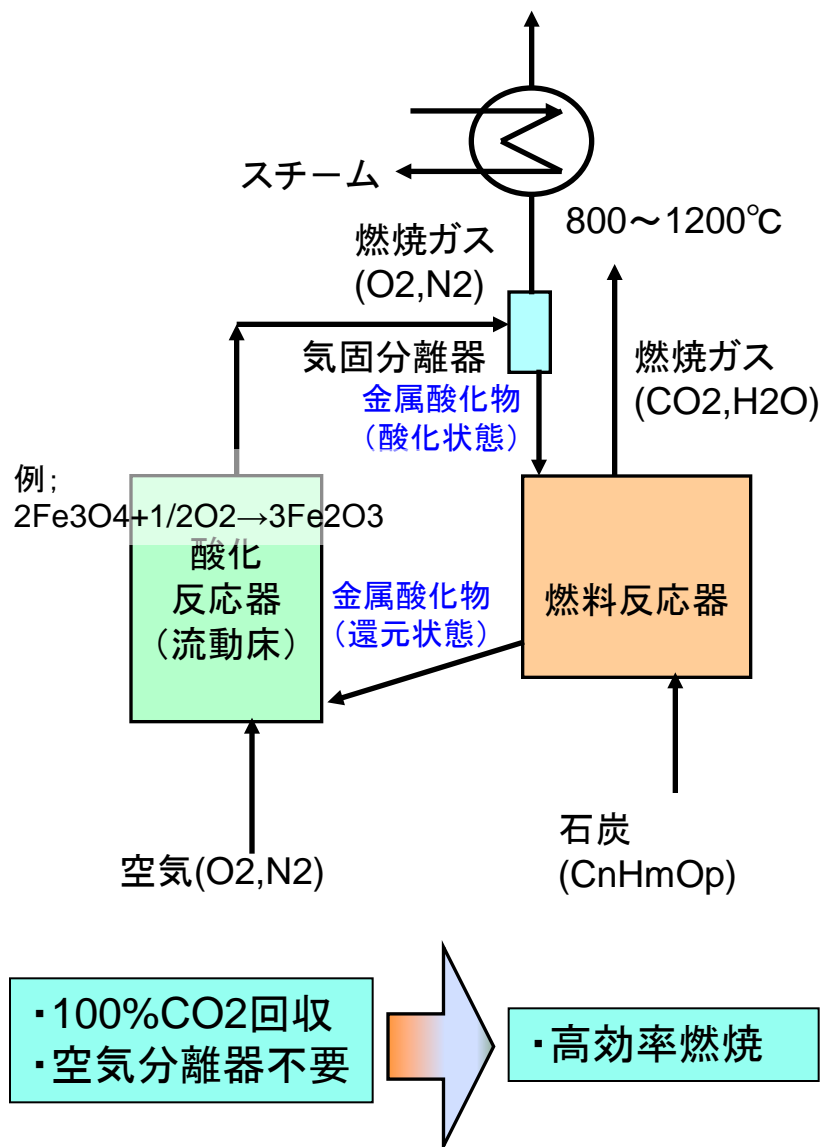 スチーム
800～1200℃
燃焼ガス
(O2,N2)
気固分離器
燃焼ガス
(CO2,H2O)
金属酸化物
（酸化状態）
例；
2Fe3O4+1/2O2→3Fe2O3
酸化
反応器
（流動床）
金属酸化物
（還元状態）
燃料反応器
空気(O2,N2)
石炭
(CnHmOp)
・100%CO2回収
・空気分離器不要
・高効率燃焼